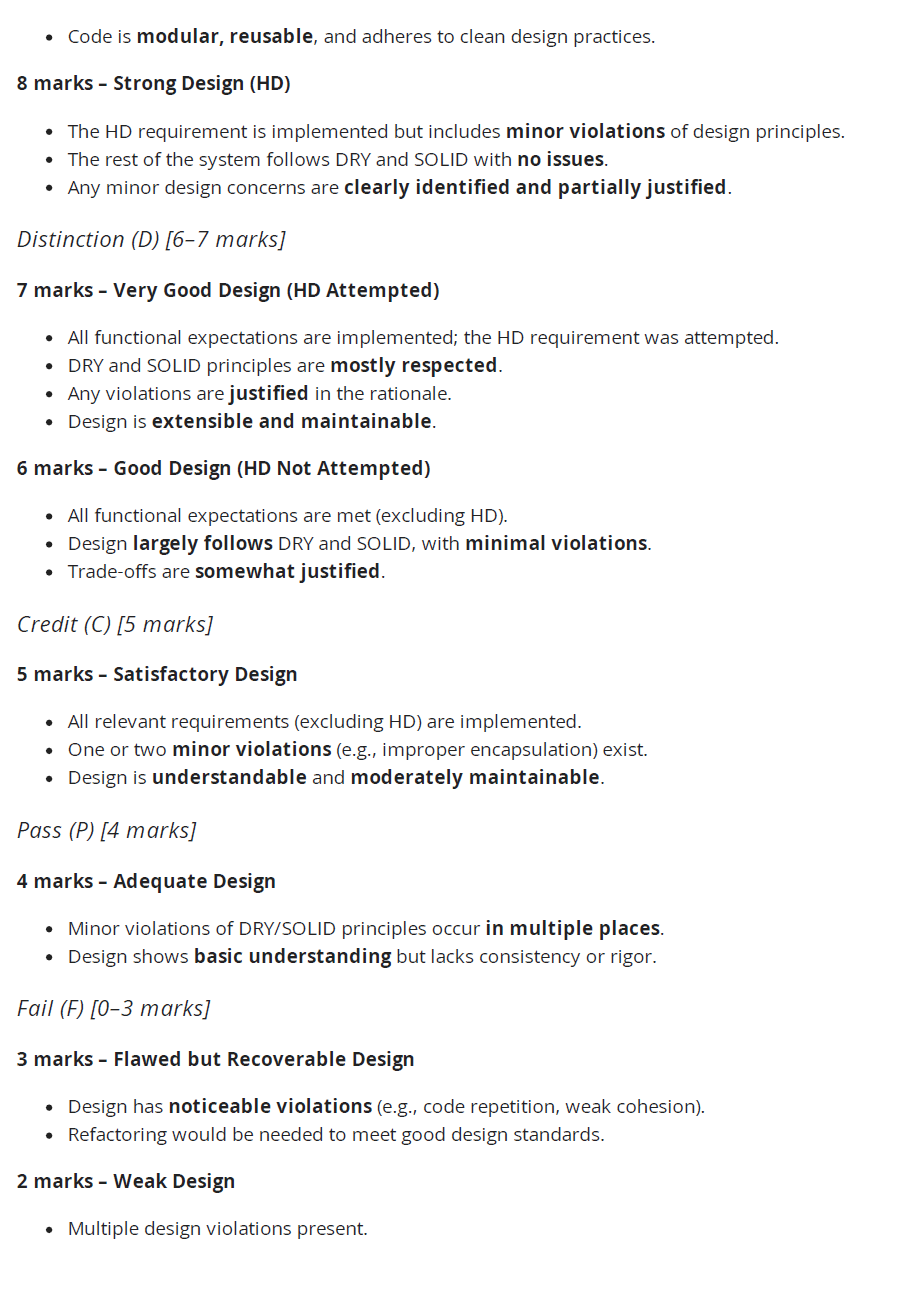 • Code is modular, reusable, and adheres to clean design practices.
8 marks – Strong Design (HD)
• The HD requirement is implemented but includes minor violations of design principles.
• The rest of the system follows DRY and SOLID with no issues.
• Any minor design concerns are clearly identified and partially justified.
Distinction (D) [6–7 marks]
7 marks – Very Good Design (HD Attempted)
• All functional expectations are implemented; the HD requirement was attempted.
• DRY and SOLID principles are mostly respected.
• Any violations are justified in the rationale.
• Design is extensible and maintainable.
6 marks – Good Design (HD Not Attempted)
• All functional expectations are met (excluding HD).
• Design largely follows DRY and SOLID, with minimal violations.
• Trade-offs are somewhat justified.
Credit (C) [5 marks]
5 marks – Satisfactory Design
• All relevant requirements (excluding HD) are implemented.
• One or two minor violations (e.g., improper encapsulation) exist.
• Design is understandable and moderately maintainable.
Pass (P) [4 marks]
4 marks – Adequate Design
• Minor violations of DRY/SOLID principles occur in multiple places.
• Design shows basic understanding but lacks consistency or rigor.
Fail (F) [0–3 marks]
3 marks – Flawed but Recoverable Design
• Design has noticeable violations (e.g., code repetition, weak cohesion).
• Refactoring would be needed to meet good design standards.
2 marks – Weak Design
• Multiple design violations present.